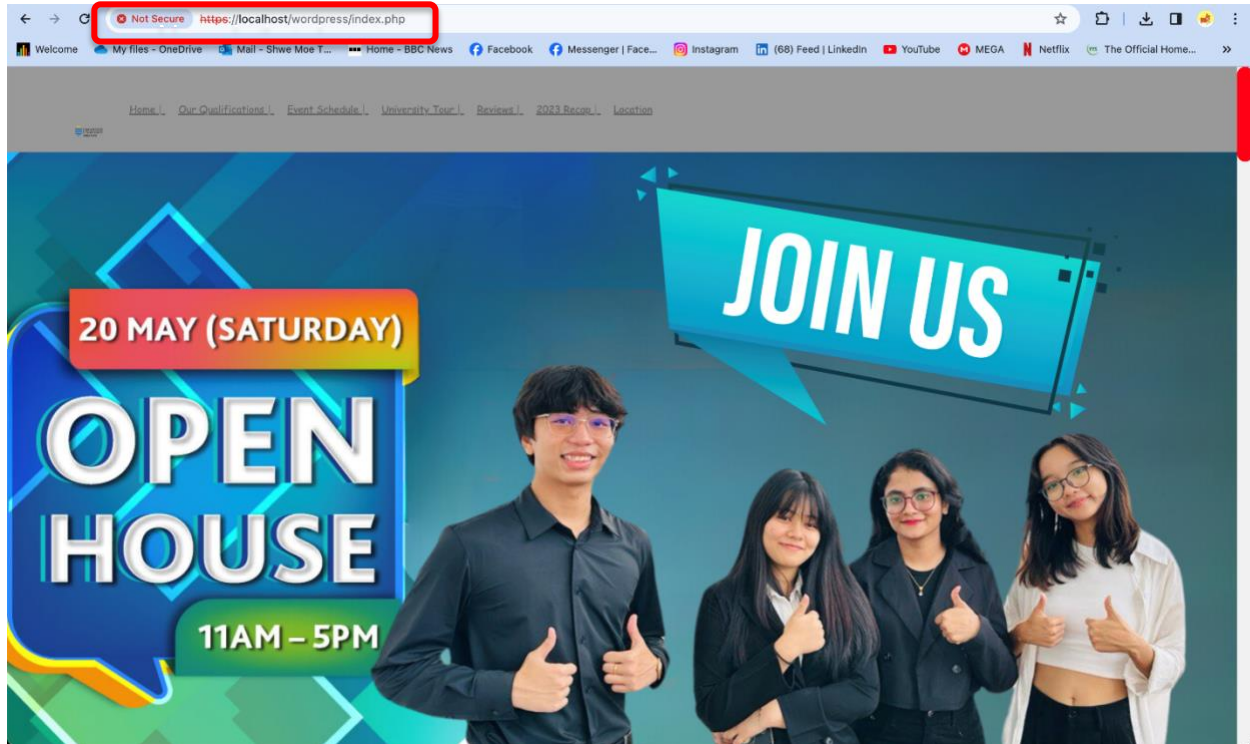 Not Secure https://localhost/wordpress/index.php
Welcome My files - OneDrive Mail - Shwe Moe T... Home - BBC News Facebook Messenger | Face... Instagram (68) Feed | LinkedIn YouTube MEGA Netflix The Official Home... »
Home | Our Qualifications | Event Schedule | University Tour | Reviews | 2023 Recap | Location
JOIN US
20 MAY (SATURDAY)
OPEN
HOUSE
11AM – 5PM